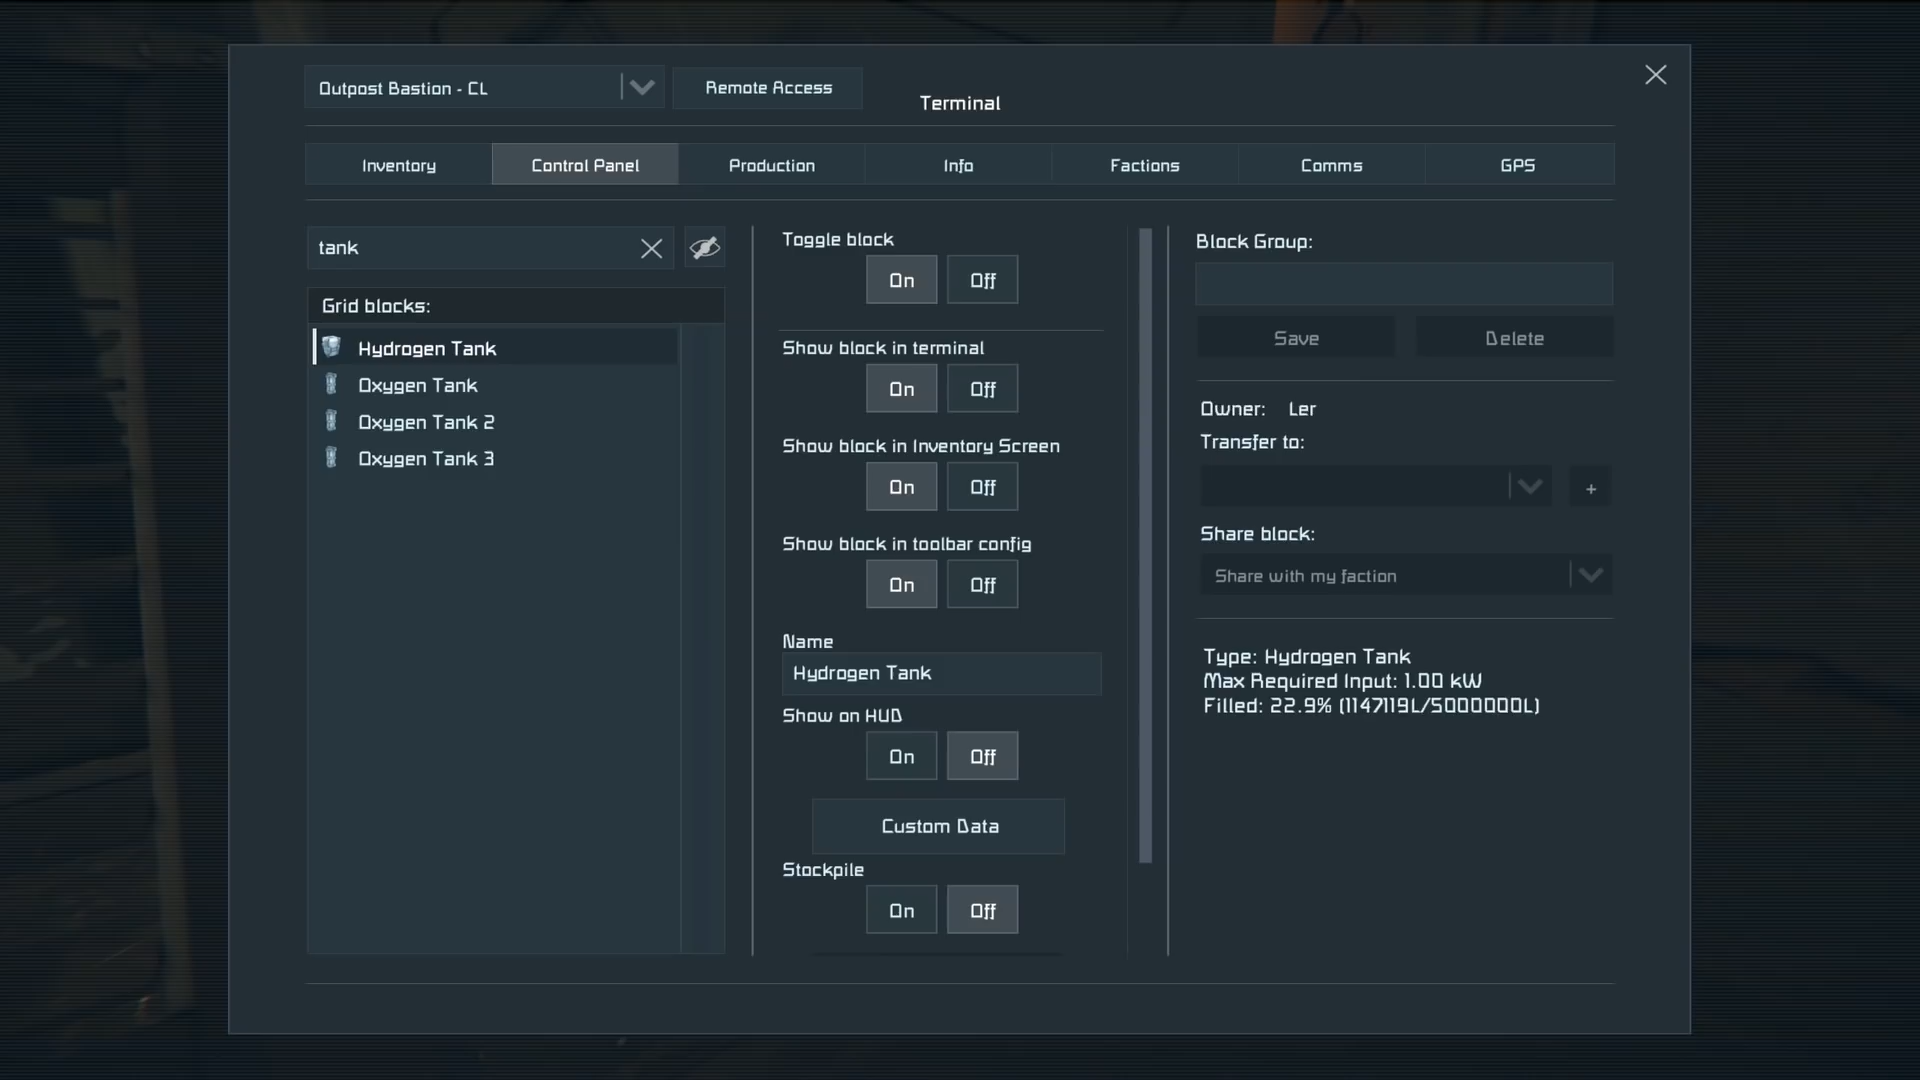 Outpost Bastion - CL
Remote Access
Terminal
Inventory
Control Panel
Production
Info
Factions
Comms
GPS
tank
Grid blocks:
Hydrogen Tank
Oxygen Tank
Oxygen Tank 2
Oxygen Tank 3
Toggle block
On Off
Show block in terminal
On Off
Show block in Inventory Screen
On Off
Show block in toolbar config
On Off
Name
Hydrogen Tank
Show on HUD
On Off
Custom Data
Stockpile
On Off
Block Group:
Save Delete
Owner: Ler
Transfer to:
+
Share block:
Share with my faction
Type: Hydrogen Tank
Max Required Input: 1.00 kW
Filled: 22.9% (1147119L/5000000L)